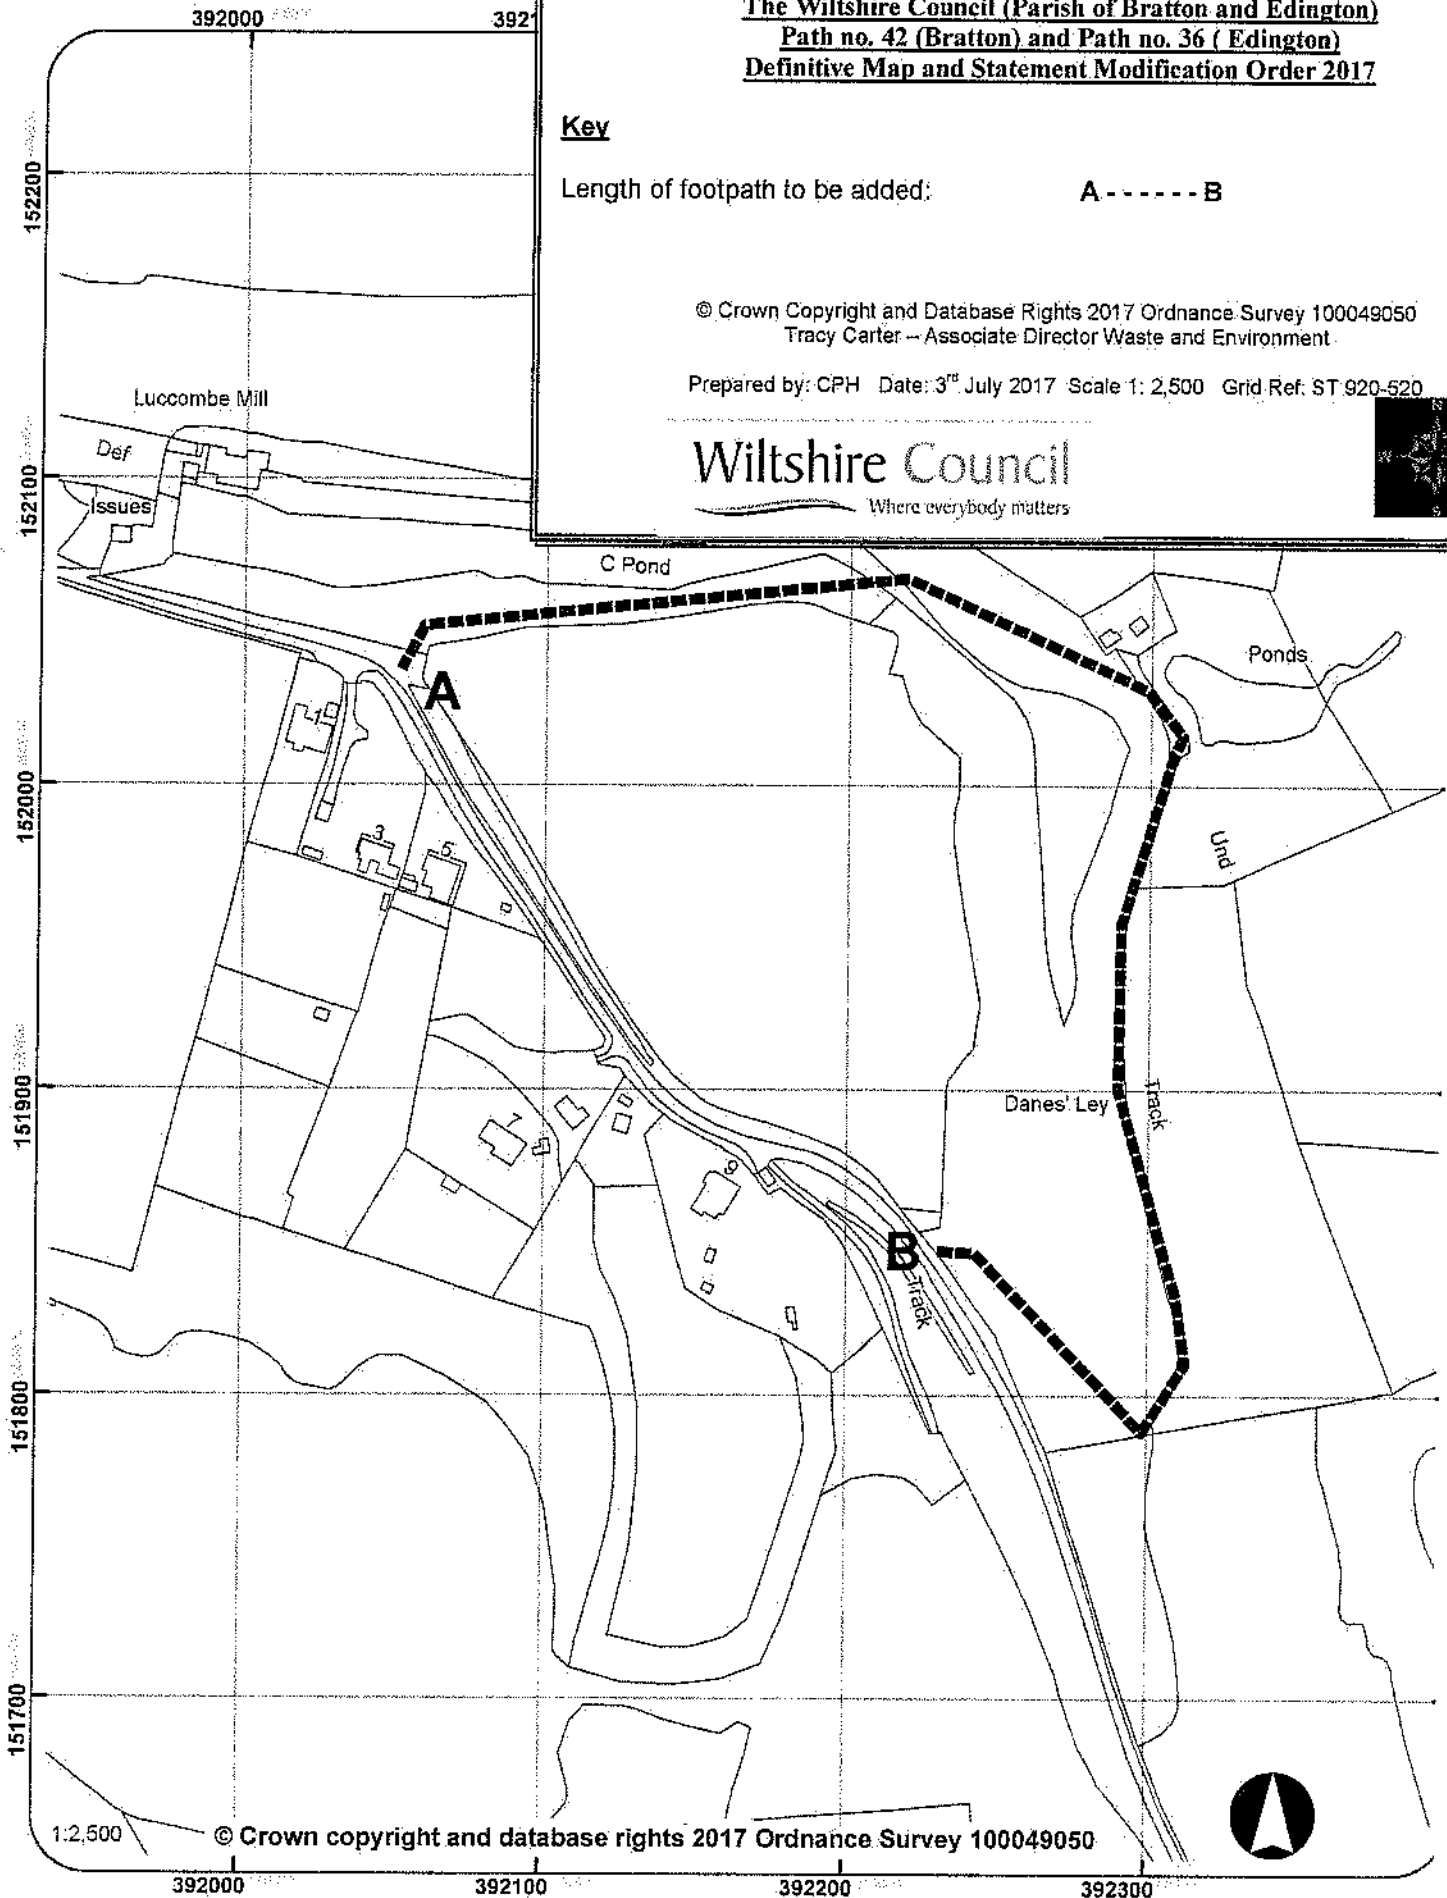 392000
392
The Wiltshire Council (Parish of Bratton and Edington)
Path no. 42 (Bratton) and Path no. 36 ( Edington)
Definitive Map and Statement Modification Order 2017
Key
Length of footpath to be added: A - - - - - - B
© Crown Copyright and Database Rights 2017 Ordnance Survey 100049050
Tracy Carter – Associate Director Waste and Environment
Prepared by: CPH Date: 3rd July 2017 Scale 1: 2,500 Grid Ref: ST 920-520
Wiltshire Council
Where everybody matters
152200
Luccombe Mill
Def
152100
Issues
C Pond
Ponds
A
1
152000
3
5
Und
151900
Danes' Ley
Track
7
9
B
Track
151800
151700
1:2,500
© Crown copyright and database rights 2017 Ordnance Survey 100049050
392000
392100
392200
392300